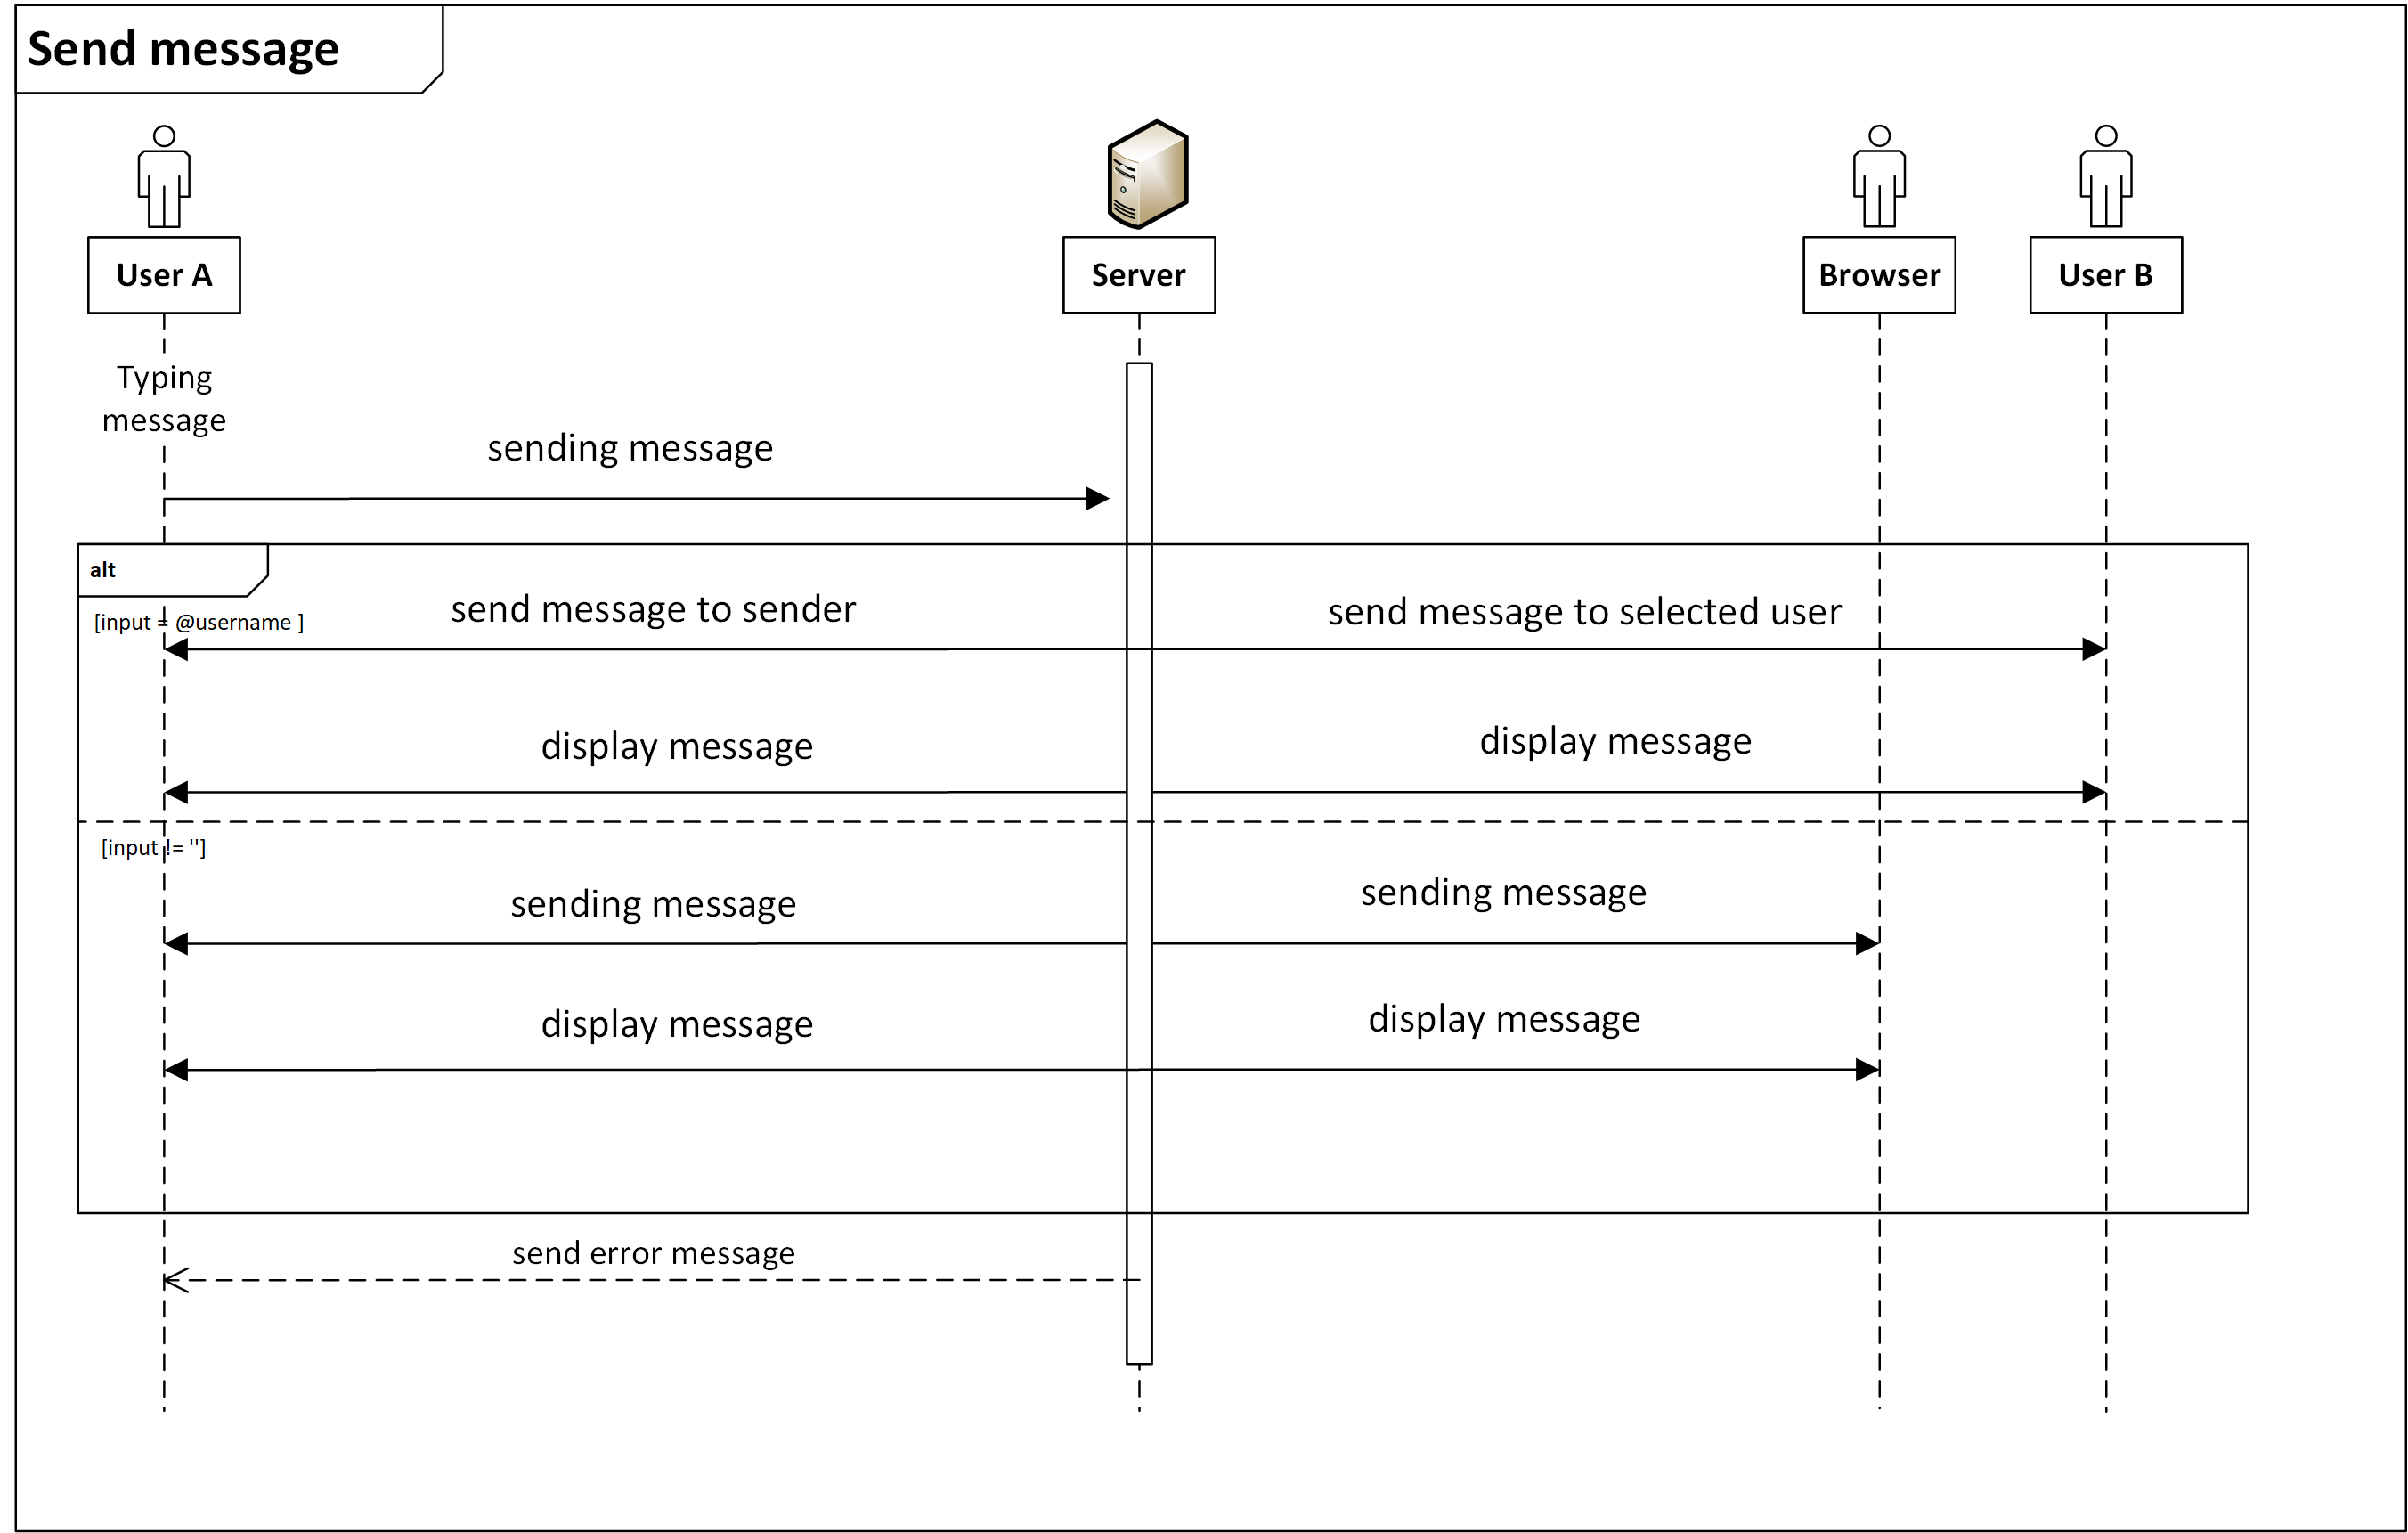 Send message
User A
Server
Browser
User B
Typing
message
sending message
alt
[input = @username ]
send message to sender
send message to selected user
display message
display message
[input != '']
sending message
sending message
display message
display message
send error message